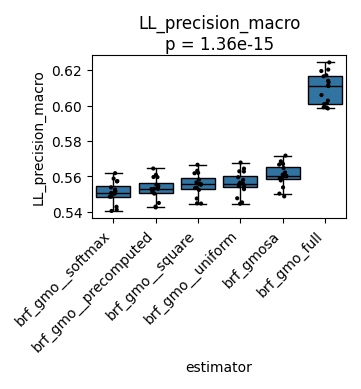 LL_precision_macro
p = 1.36e-15
LL_precision_macro
0.62
0.60
0.58
0.56
0.54
brf_gmo__softmax
brf_gmo__precomputed
brf_gmo__square
brf_gmo__uniform
brf_gmosa
brf_gmo_full
estimator